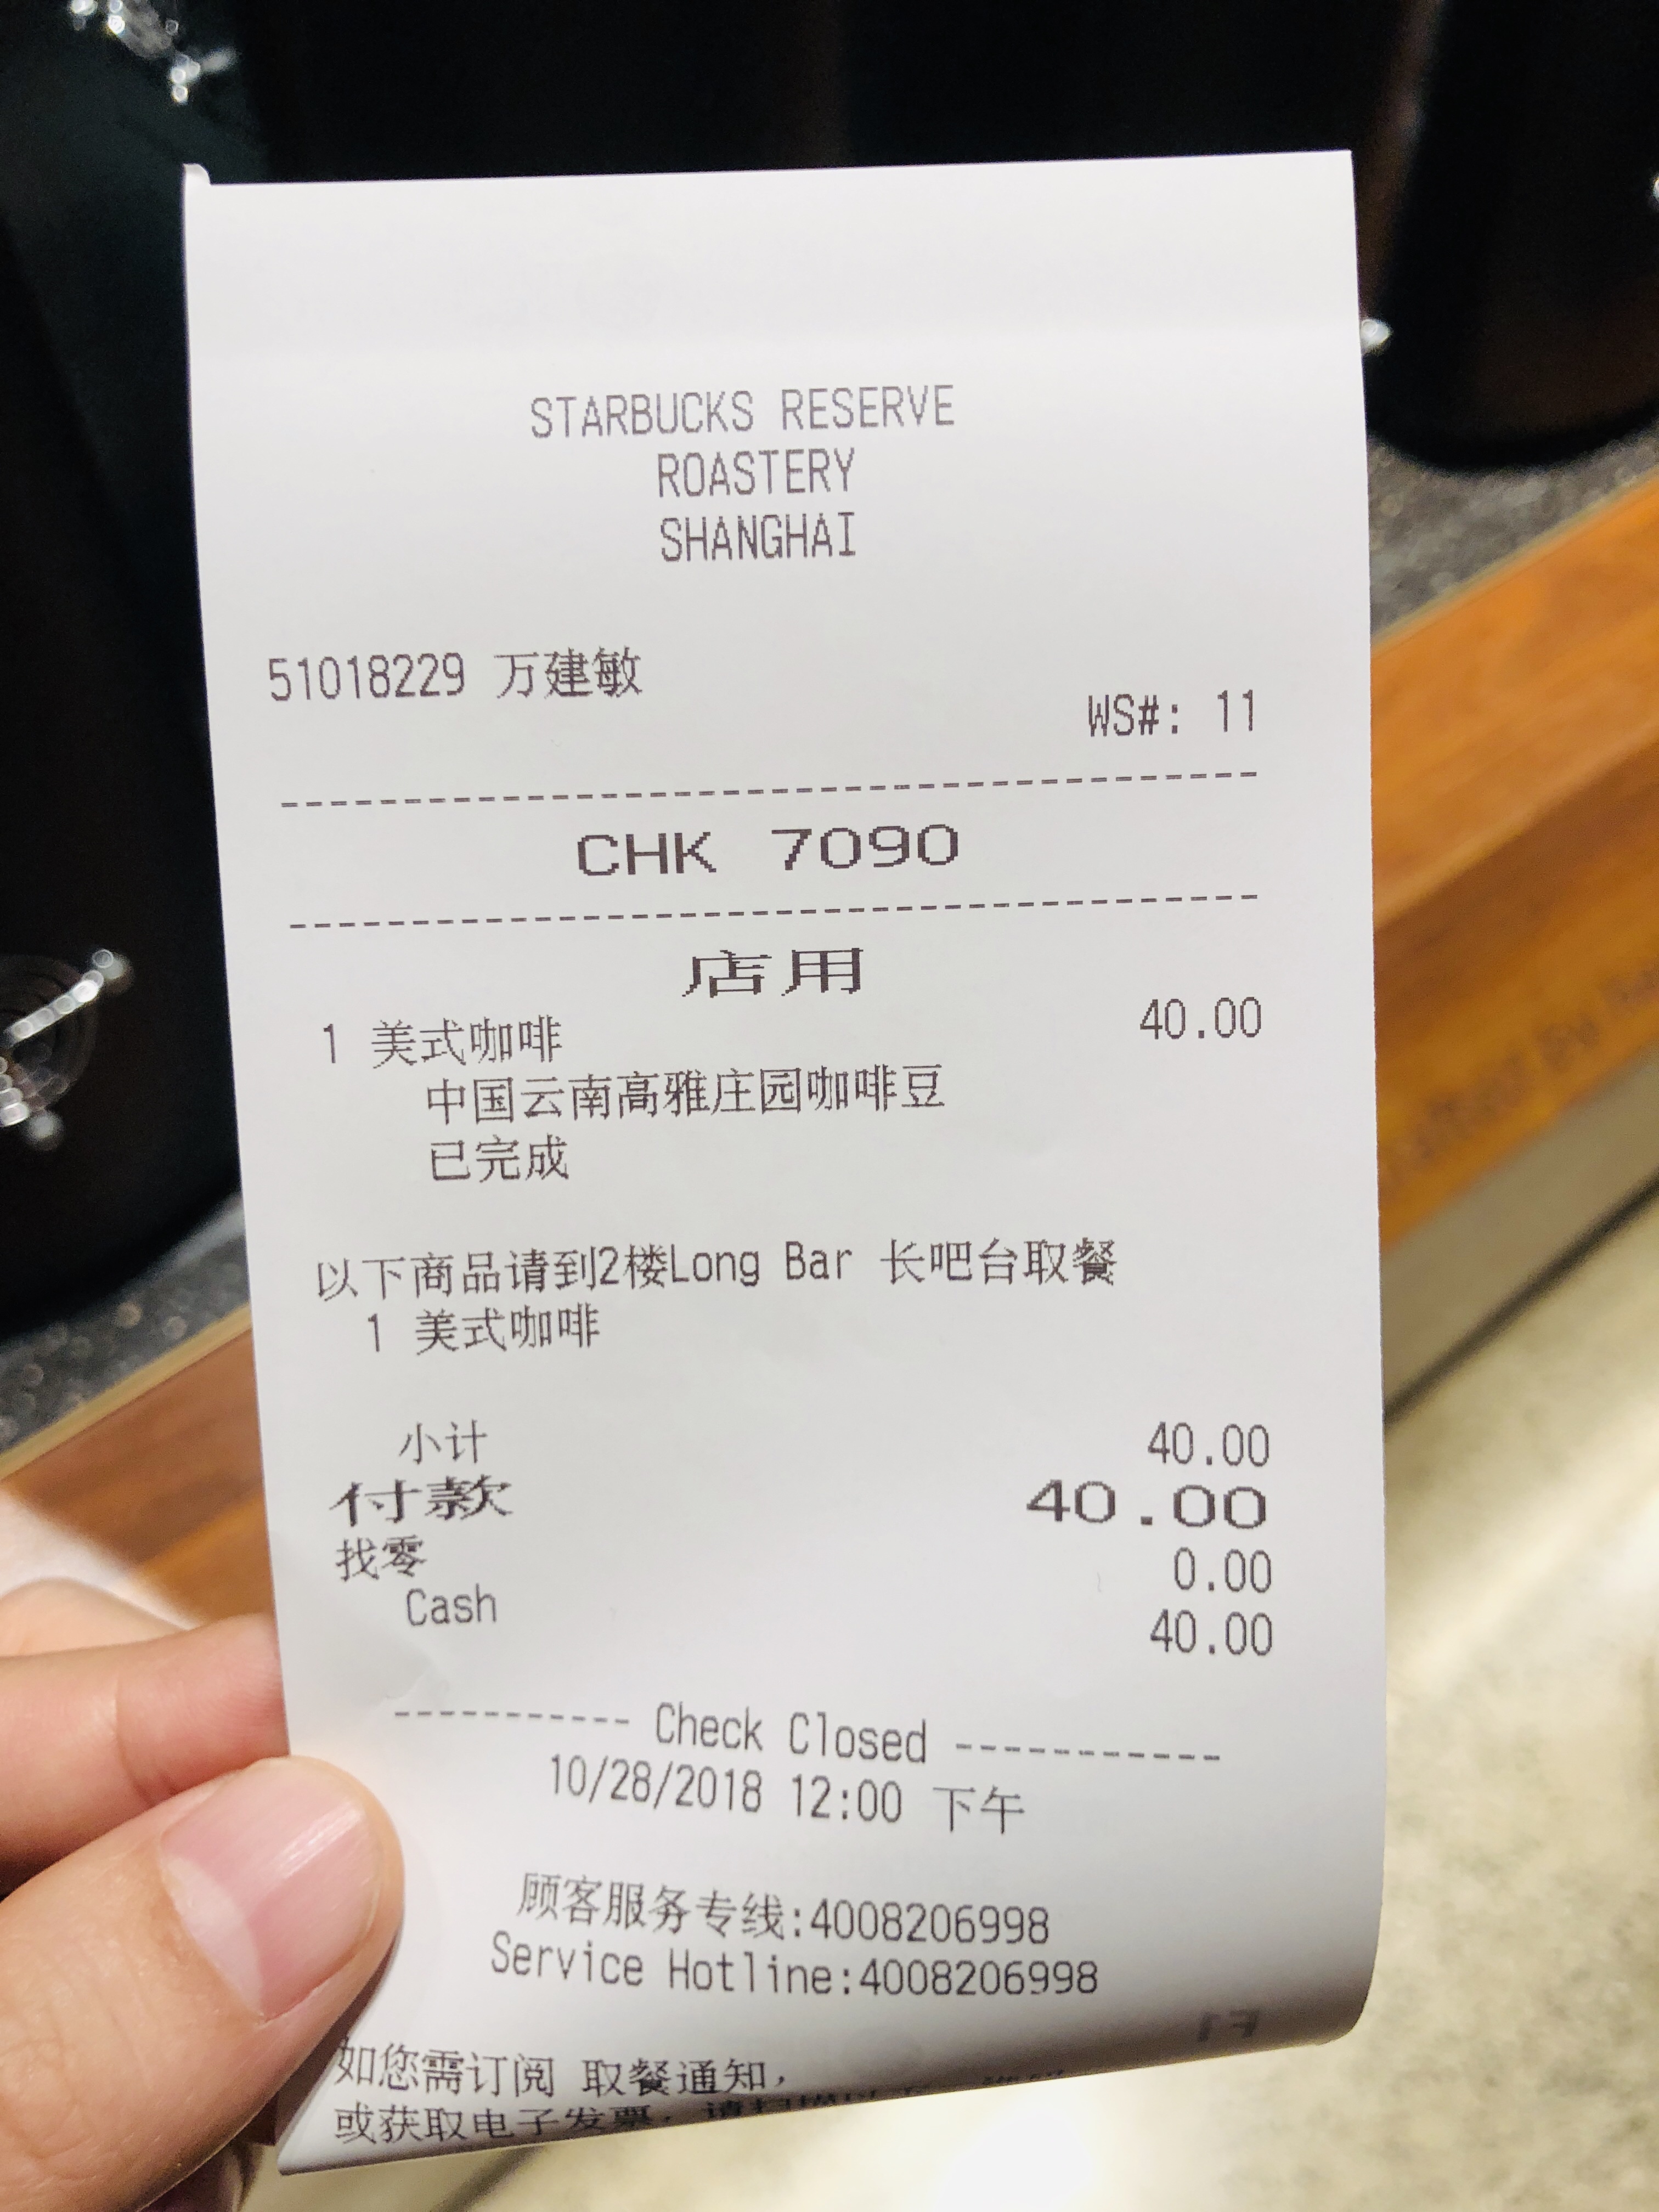 STARBUCKS RESERVE
ROASTERY
SHANGHAI
51018229 万建敏
WS#: 11
CHK 7090
店用
1 美式咖啡 40.00
中国云南高雅庄园咖啡豆
已完成
以下商品请到2楼Long Bar 长吧台取餐
1 美式咖啡
小计 40.00
付款 40.00
找零 0.00
Cash 40.00
----------- Check Closed -----------
10/28/2018 12:00 下午
顾客服务专线:4008206998
Service Hotline:4008206998
如您需订阅 取餐通知,
或获取电子发票, 请扫描